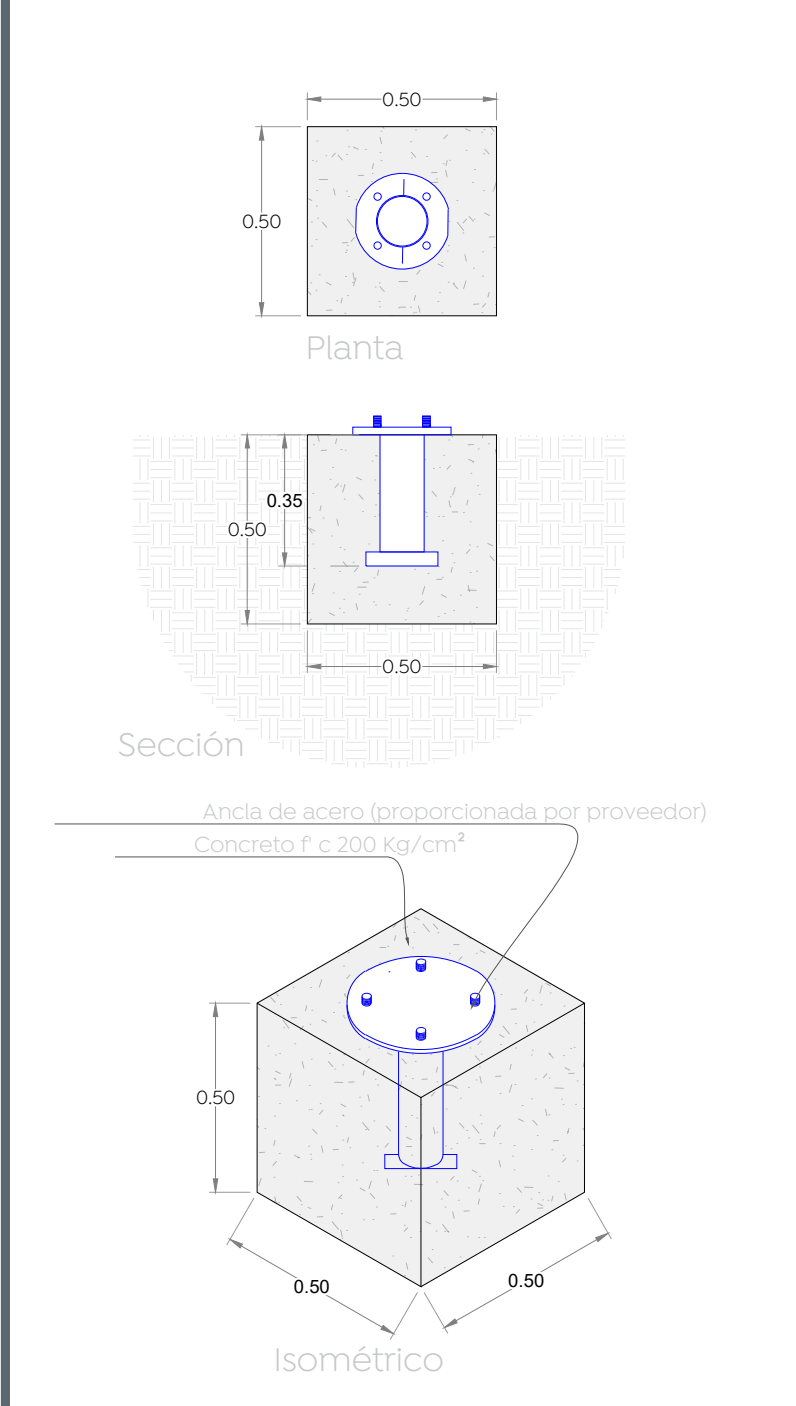 0.50
0.50
Planta
0.35
0.50
0.50
Sección
Ancla de acero (proporcionada por proveedor)
Concreto f' c 200 Kg/cm²
0.50
0.50
0.50
Isométrico